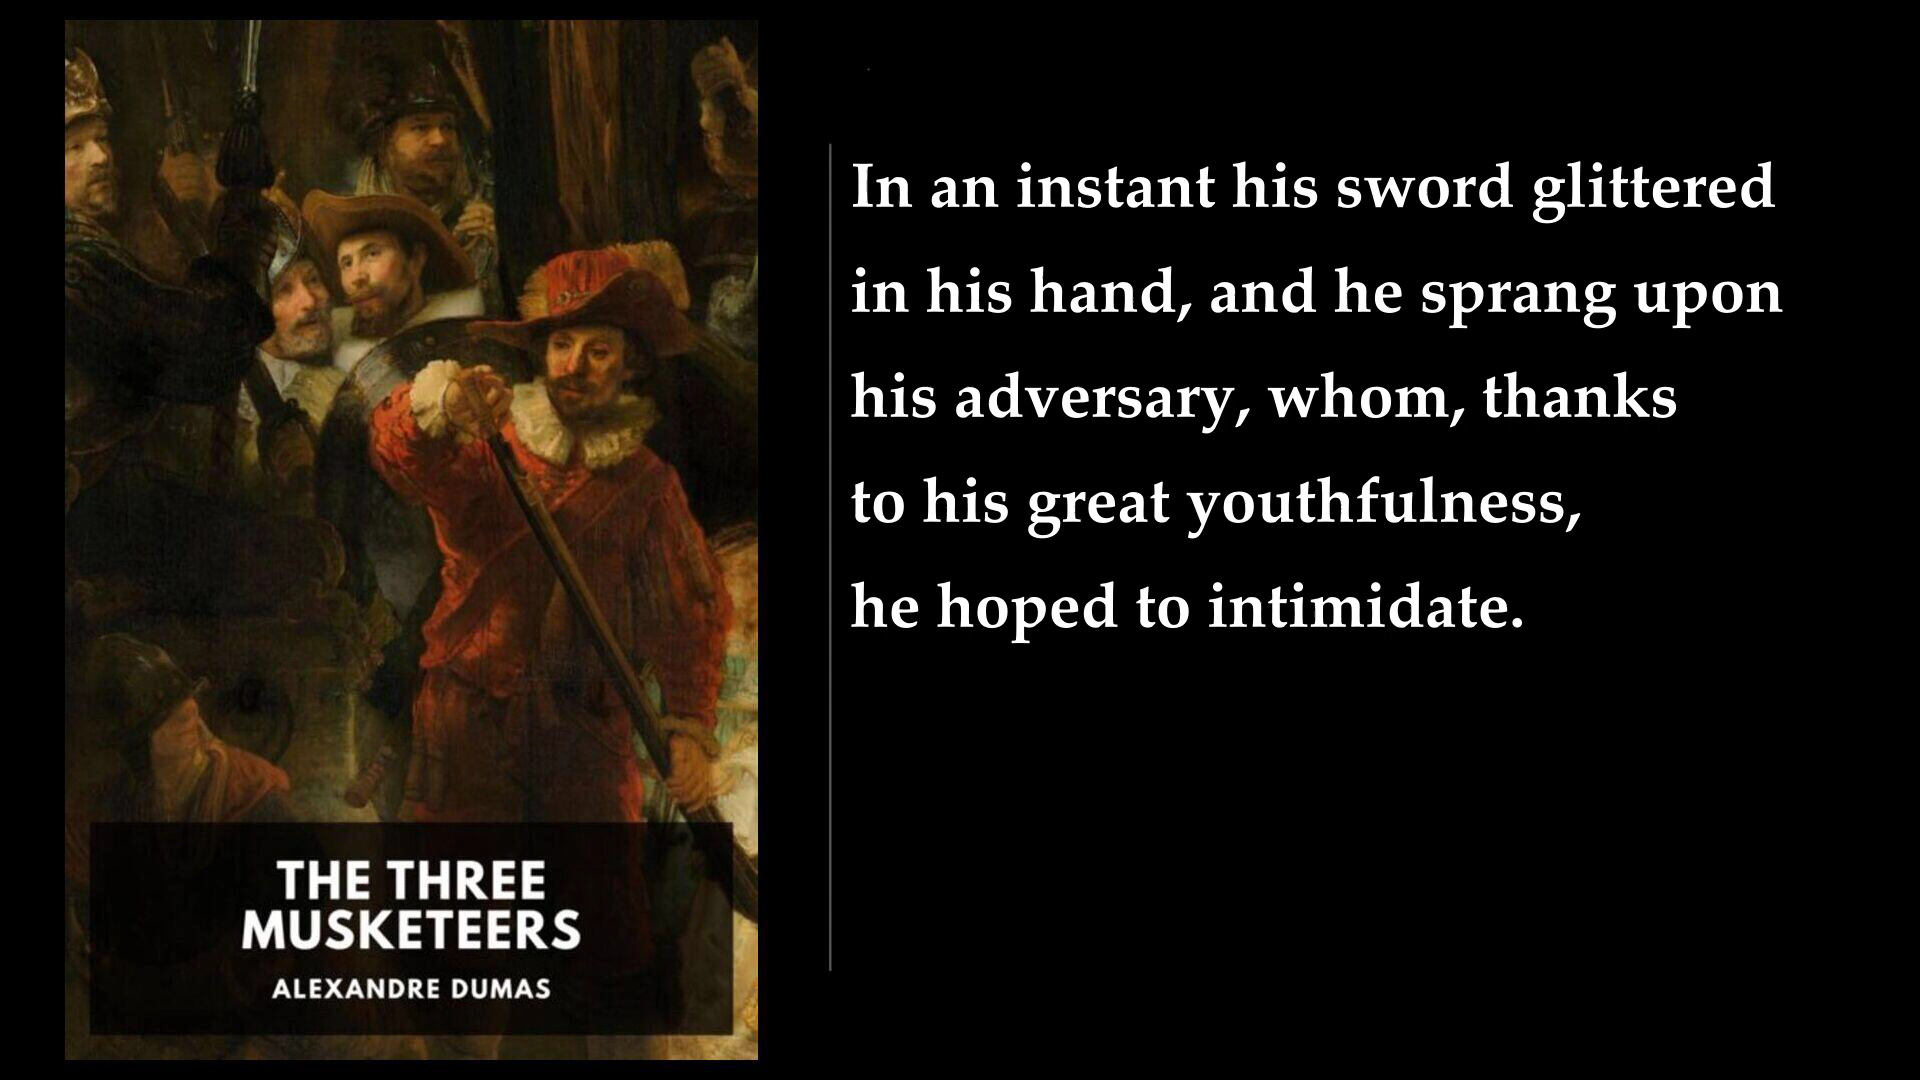 In an instant his sword glittered
in his hand, and he sprang upon
his adversary, whom, thanks
to his great youthfulness,
he hoped to intimidate.
THE THREE
MUSKETEERS
ALEXANDRE DUMAS